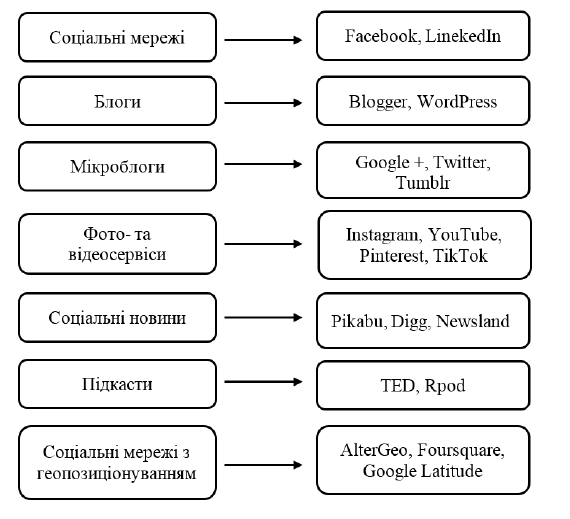 Соціальні мережі
Facebook, LinekedIn
Блоги
Blogger, WordPress
Мікроблоги
Google +, Twitter,
Tumblr
Фото- та
відеосервіси
Instagram, YouTube,
Pinterest, TikTok
Соціальні новини
Pikabu, Digg, Newsland
Підкасти
TED, Rpod
Соціальні мережі з
геопозиціонуванням
AlterGeo, Foursquare,
Google Latitude